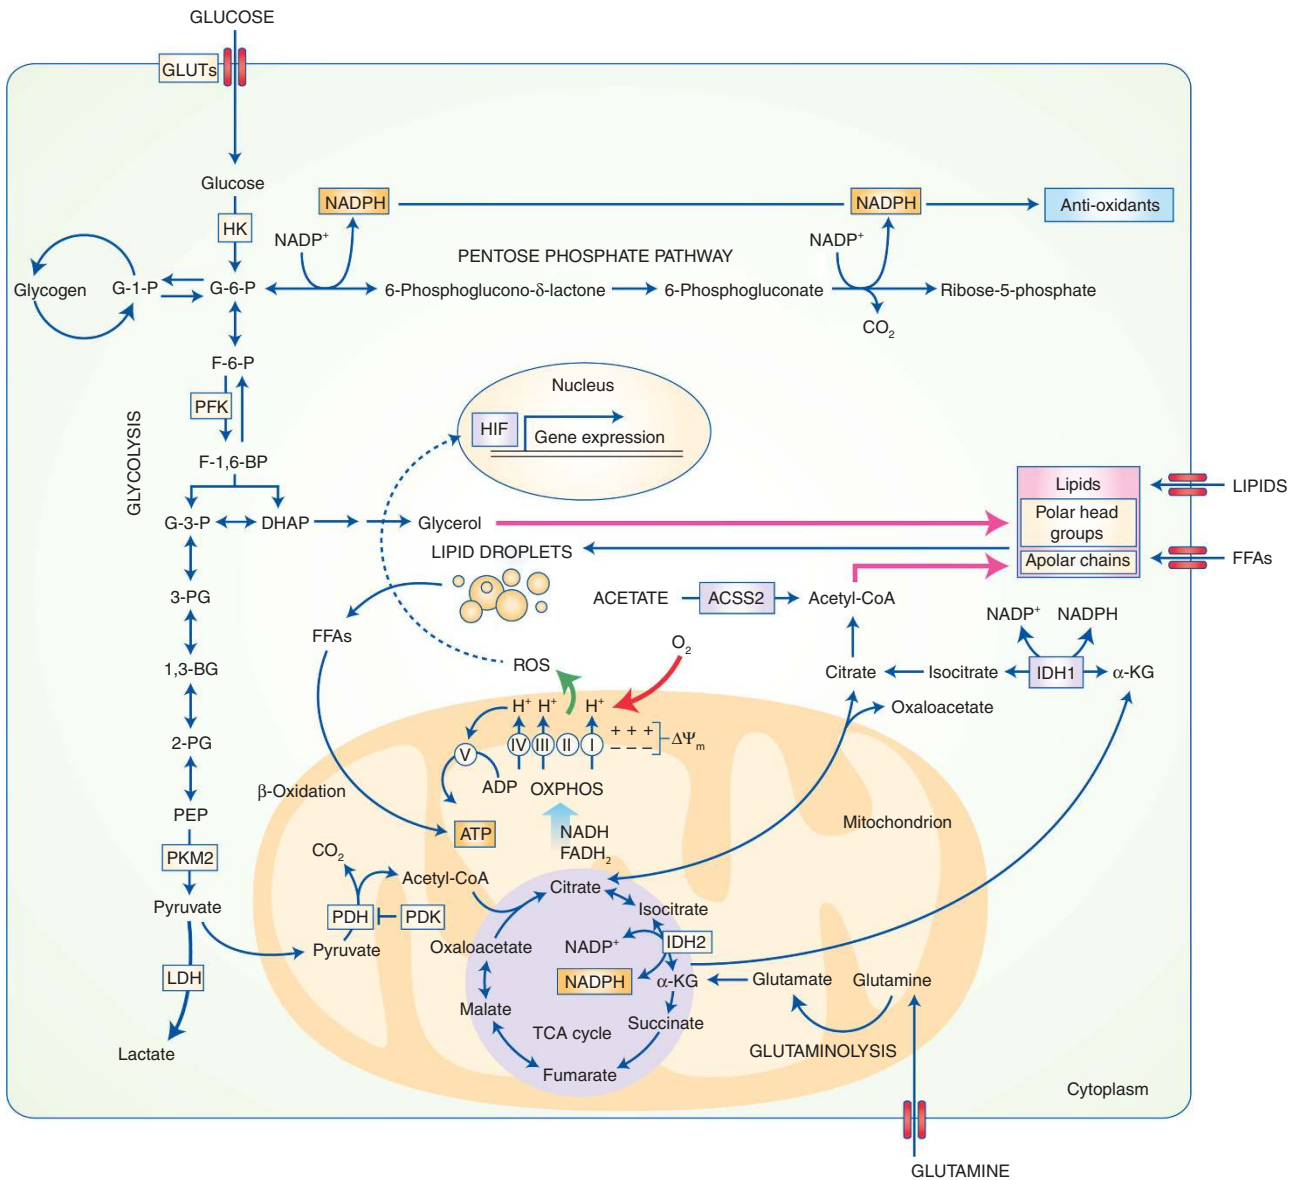 GLUCOSE
GLUTs
Glucose
HK
NADPH
NADPH
Anti-oxidants
NADP+
NADP+
PENTOSE PHOSPHATE PATHWAY
Glycogen
G-1-P
G-6-P
6-Phosphoglucono-δ-lactone
6-Phosphogluconate
Ribose-5-phosphate
CO2
F-6-P
PFK
F-1,6-BP
GLYCOLYSIS
Nucleus
HIF
Gene expression
G-3-P
DHAP
Glycerol
Lipids
Polar head
groups
Apolar chains
LIPIDS
FFAs
LIPID DROPLETS
3-PG
FFAs
ACETATE
ACSS2
Acetyl-CoA
NADP+
NADPH
1,3-BG
ROS
O2
Citrate
Isocitrate
IDH1
α-KG
Oxaloacetate
H+
H+
H+
+ + +
– – –
ΔΨm
IV
III
II
I
V
2-PG
ADP
OXPHOS
β-Oxidation
PEP
ATP
NADH
FADH2
Mitochondrion
PKM2
CO2
Acetyl-CoA
Citrate
Pyruvate
PDH
PDK
Isocitrate
Pyruvate
Oxaloacetate
NADP+
IDH2
LDH
NADPH
α-KG
Glutamate
Glutamine
Malate
Succinate
TCA cycle
GLUTAMINOLYSIS
Lactate
Fumarate
Cytoplasm
GLUTAMINE